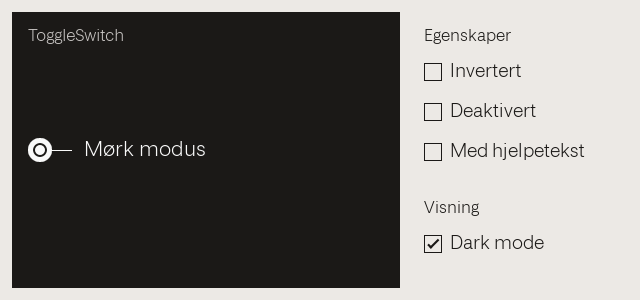 ToggleSwitch
Mørk modus
Egenskaper
Invertert
Deaktivert
Med hjelpetekst
Visning
Dark mode